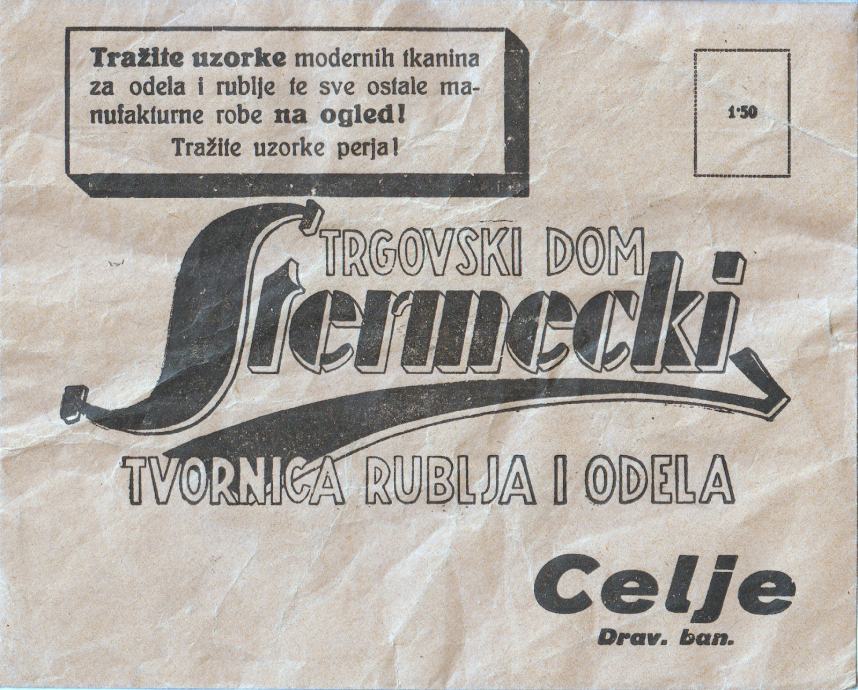 Tražite uzorke modernih tkanina
za odela i rublje te sve ostale ma-
nufakturne robe na ogled!
Tražite uzorke perja!
1·50
TRGOVSKI DOM
Stermecki
TVORNICA RUBLJA I ODELA
Celje
Drav. ban.